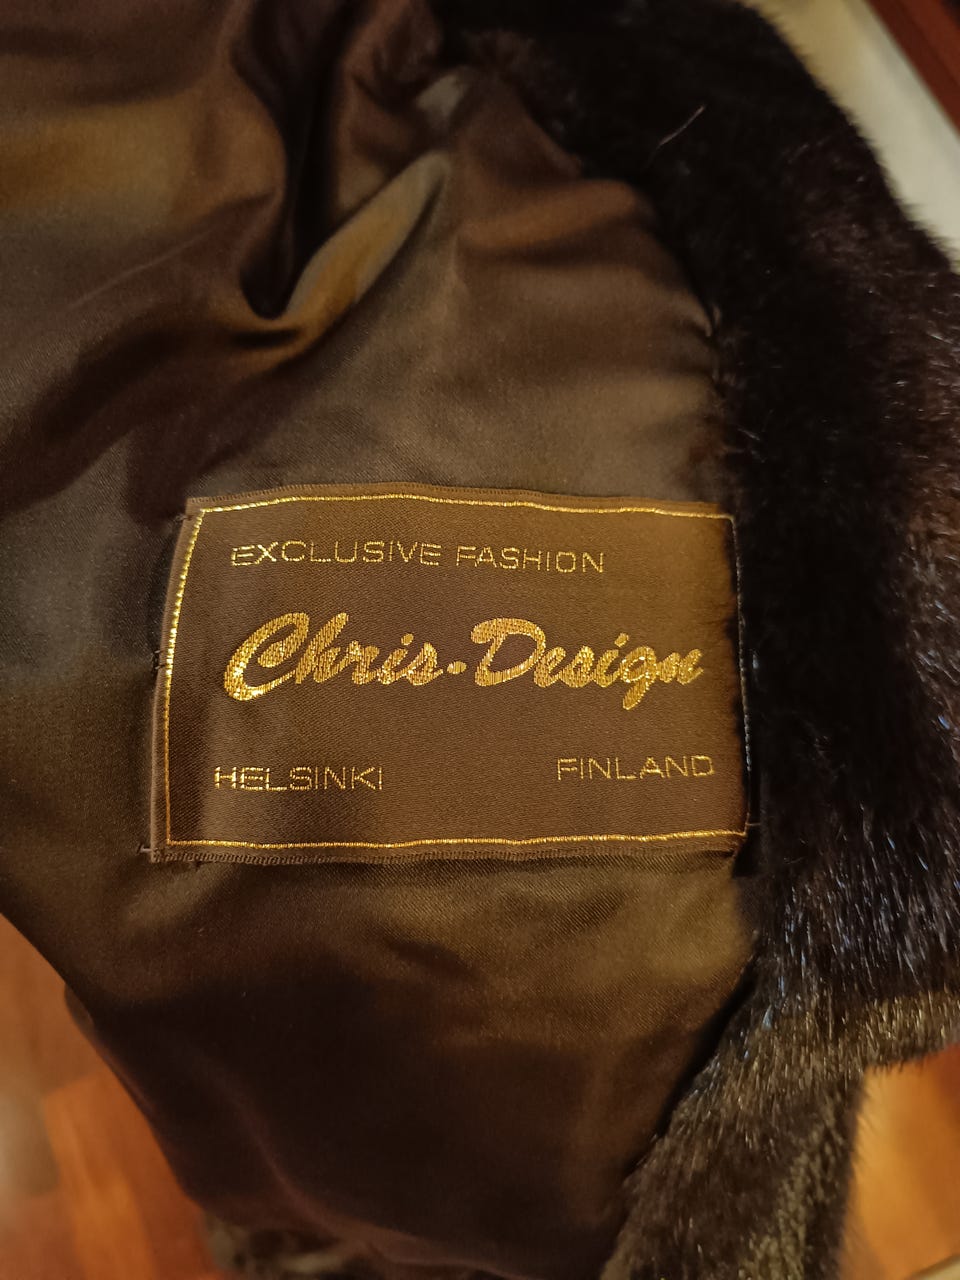 EXCLUSIVE FASHION
Chris.Design
HELSINKI FINLAND